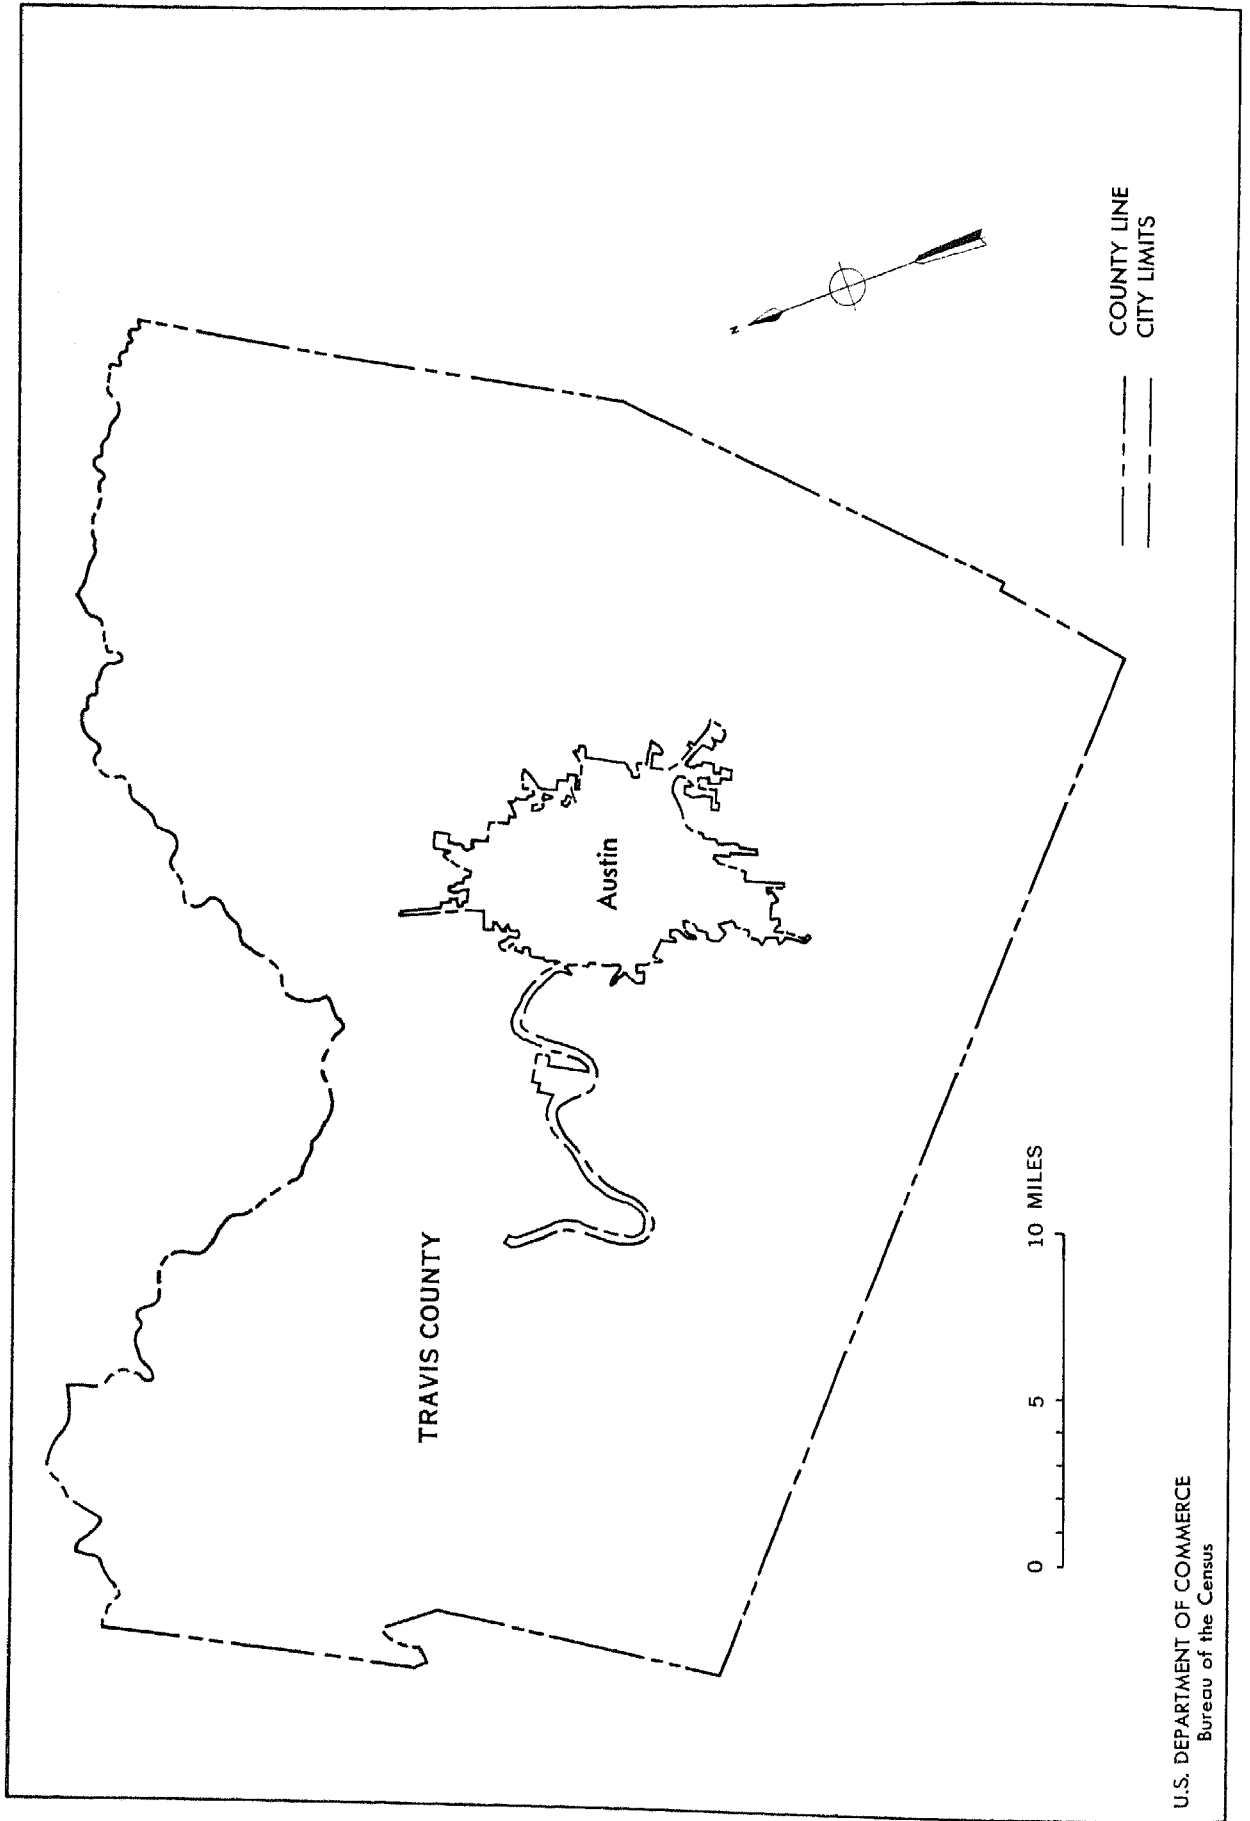 TRAVIS COUNTY
Austin
N
COUNTY LINE
CITY LIMITS
0 5 10 MILES
U.S. DEPARTMENT OF COMMERCE
Bureau of the Census